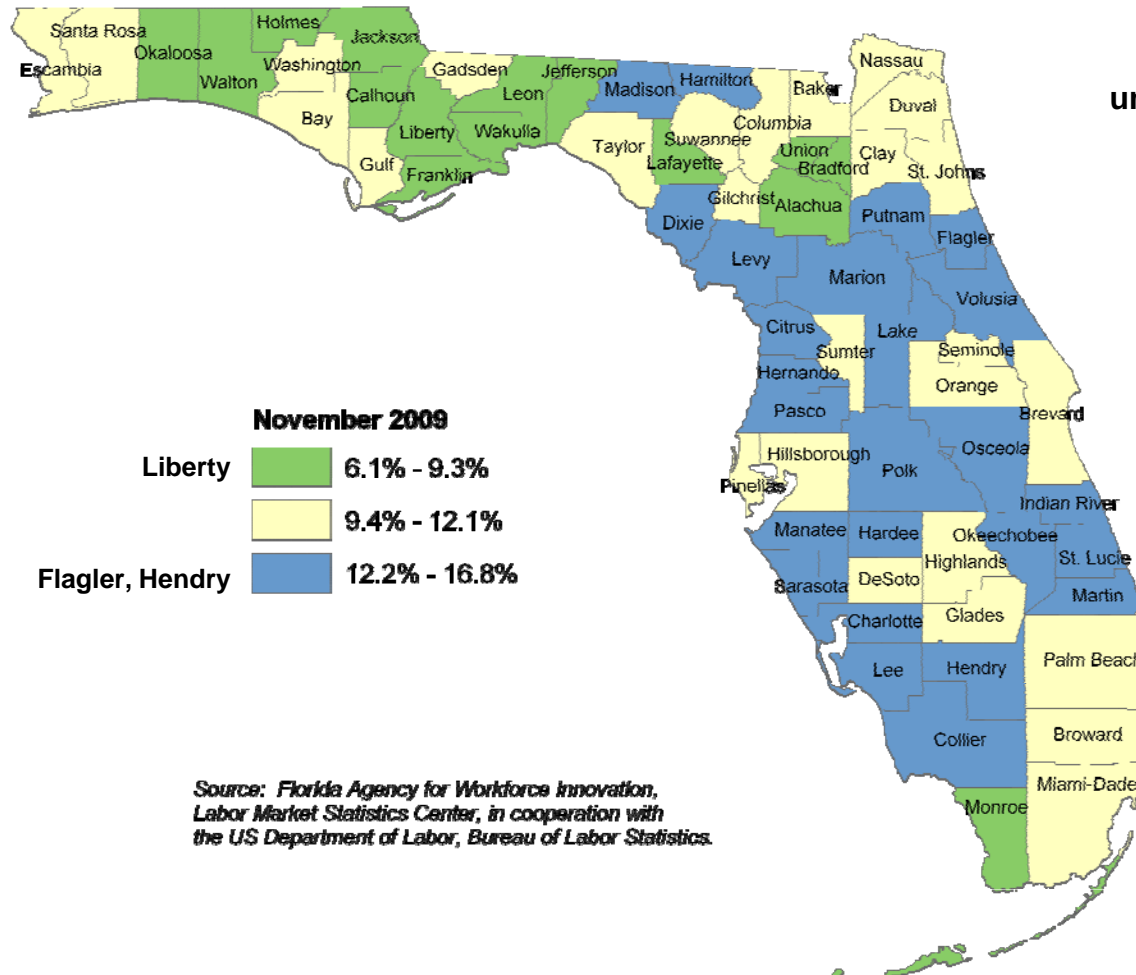 Holmes
Santa Rosa
Jackson
Okaloosa
Escambia
Washington
Walton
Gadsden
Jefferson
Madison
Hamilton
Nassau
Baker
Calhoun
Leon
Duval
un
Bay
Liberty
Wakulla
Columbia
Suwannee
Taylor
Union
Clay
Gulf
Lafayette
Bradford
St. Johns
Franklin
Gilchrist
Alachua
Putnam
Dixie
Flagler
Levy
Marion
Volusia
Citrus
Lake
Sumter
Seminole
Hernando
Orange
Pasco
Brevard
November 2009
Osceola
Hillsborough
Liberty 6.1% - 9.3%
Polk
Pinellas
9.4% - 12.1%
Indian River
Manatee
Hardee
Okeechobee
Highlands
St. Lucie
Flagler, Hendry 12.2% - 16.8%
DeSoto
Sarasota
Martin
Charlotte
Glades
Lee
Hendry
Palm Beach
Collier
Broward
Source: Florida Agency for Workforce Innovation,
Labor Market Statistics Center, in cooperation with
the US Department of Labor, Bureau of Labor Statistics.
Miami-Dade
Monroe